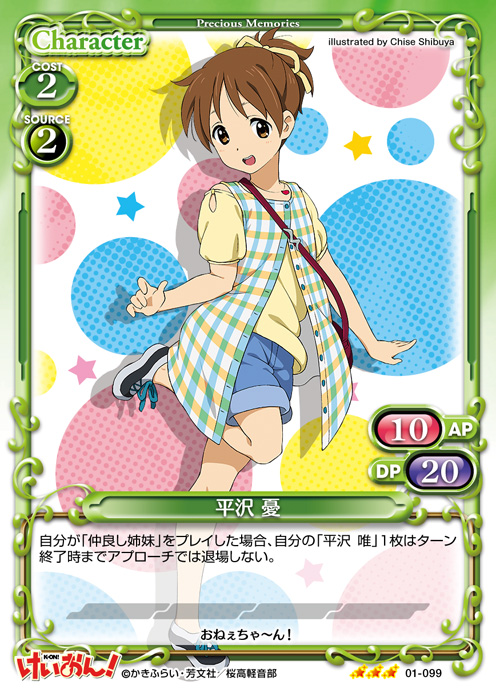 Precious Memories
Character
illustrated by Chise Shibuya
COST
2
SOURCE
2
10 AP
DP 20
平沢 憂
自分が「仲良し姉妹」をプレイした場合、自分の「平沢 唯」1枚はターン
終了時までアプローチでは退場しない。
おねぇちゃ〜ん!
K-ON!
けいおん!
©かきふらい・芳文社/桜高軽音部
01-099